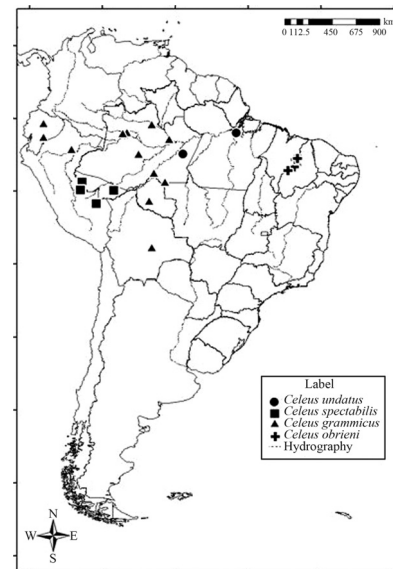 km
0 112.5 450 675 900
Label
Celeus undatus
Celeus spectabilis
Celeus grammicus
Celeus obrieni
Hydrography
N
W E
S